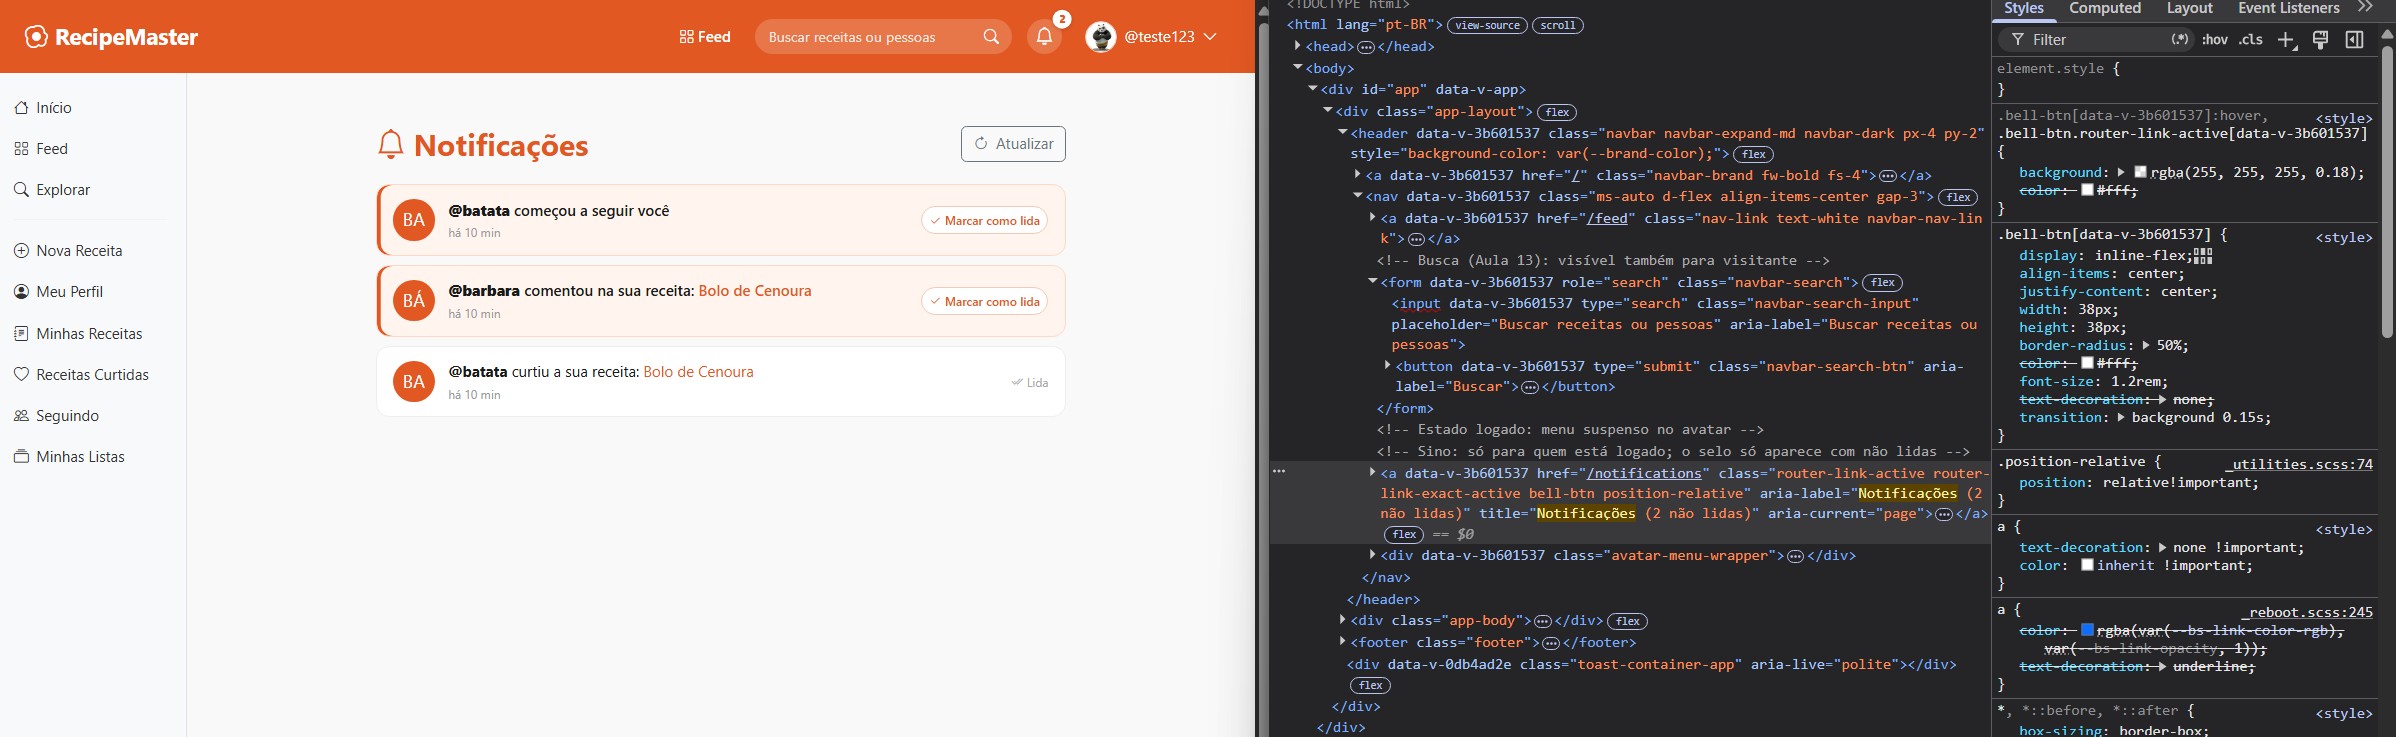 RecipeMaster
Feed
Buscar receitas ou pessoas
2
@teste123
Início
Feed
Explorar
Nova Receita
Meu Perfil
Minhas Receitas
Receitas Curtidas
Seguindo
Minhas Listas
Notificações
Atualizar
BA
@batata começou a seguir você
há 10 min
Marcar como lida
BÁ
@barbara comentou na sua receita: Bolo de Cenoura
há 10 min
Marcar como lida
BA
@batata curtiu a sua receita: Bolo de Cenoura
há 10 min
Lida
<!DOCTYPE html>
<html lang="pt-BR"> view-source scroll
<head>…</head>
<body>
<div id="app" data-v-app>
<div class="app-layout"> flex
<header data-v-3b601537 class="navbar navbar-expand-md navbar-dark px-4 py-2"
style="background-color: var(--brand-color);"> flex
<a data-v-3b601537 href="/" class="navbar-brand fw-bold fs-4">…</a>
<nav data-v-3b601537 class="ms-auto d-flex align-items-center gap-3"> flex
<a data-v-3b601537 href="/feed" class="nav-link text-white navbar-nav-lin
k">…</a>
<!-- Busca (Aula 13): visível também para visitante -->
<form data-v-3b601537 role="search" class="navbar-search"> flex
<input data-v-3b601537 type="search" class="navbar-search-input"
placeholder="Buscar receitas ou pessoas" aria-label="Buscar receitas ou
pessoas">
<button data-v-3b601537 type="submit" class="navbar-search-btn" aria-
label="Buscar">…</button>
</form>
<!-- Estado logado: menu suspenso no avatar -->
<!-- Sino: só para quem está logado; o selo só aparece com não lidas -->
… <a data-v-3b601537 href="/notifications" class="router-link-active router-
link-exact-active bell-btn position-relative" aria-label="Notificações (2
não lidas)" title="Notificações (2 não lidas)" aria-current="page">…</a>
flex == $0
<div data-v-3b601537 class="avatar-menu-wrapper">…</div>
</nav>
</header>
<div class="app-body">…</div> flex
<footer class="footer">…</footer>
<div data-v-0db4ad2e class="toast-container-app" aria-live="polite"></div>
flex
</div>
</div>
Styles Computed Layout Event Listeners
Filter (.*) :hov .cls
element.style {
}
.bell-btn[data-v-3b601537]:hover, <style>
.bell-btn.router-link-active[data-v-3b601537]
{
background: rgba(255, 255, 255, 0.18);
color: #fff;
}
.bell-btn[data-v-3b601537] { <style>
display: inline-flex;
align-items: center;
justify-content: center;
width: 38px;
height: 38px;
border-radius: 50%;
color: #fff;
font-size: 1.2rem;
text-decoration: none;
transition: background 0.15s;
}
.position-relative { _utilities.scss:74
position: relative!important;
}
a { <style>
text-decoration: none !important;
color: inherit !important;
}
a { _reboot.scss:245
color: rgba(var(--bs-link-color-rgb),
var(--bs-link-opacity, 1));
text-decoration: underline;
}
*, *::before, *::after { <style>
box-sizing: border-box;